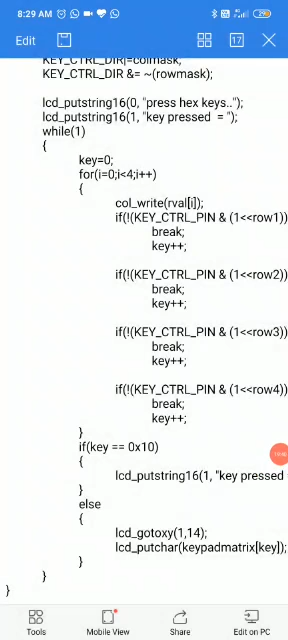 8:29 AM
Edit
17
KEY_CTRL_DIR|=colmask;
KEY_CTRL_DIR &= ~(rowmask);
lcd_putstring16(0, "press hex keys..");
lcd_putstring16(1, "key pressed = ");
while(1)
{
key=0;
for(i=0;i<4;i++)
{
col_write(rval[i]);
if(!(KEY_CTRL_PIN & (1<<row1))
break;
key++;
if(!(KEY_CTRL_PIN & (1<<row2))
break;
key++;
if(!(KEY_CTRL_PIN & (1<<row3))
break;
key++;
if(!(KEY_CTRL_PIN & (1<<row4))
break;
key++;
}
if(key == 0x10)
{
lcd_putstring16(1, "key pressed =
}
else
{
lcd_gotoxy(1,14);
lcd_putchar(keypadmatrix[key]);
}
}
}
Tools
Mobile View
Share
Edit on PC